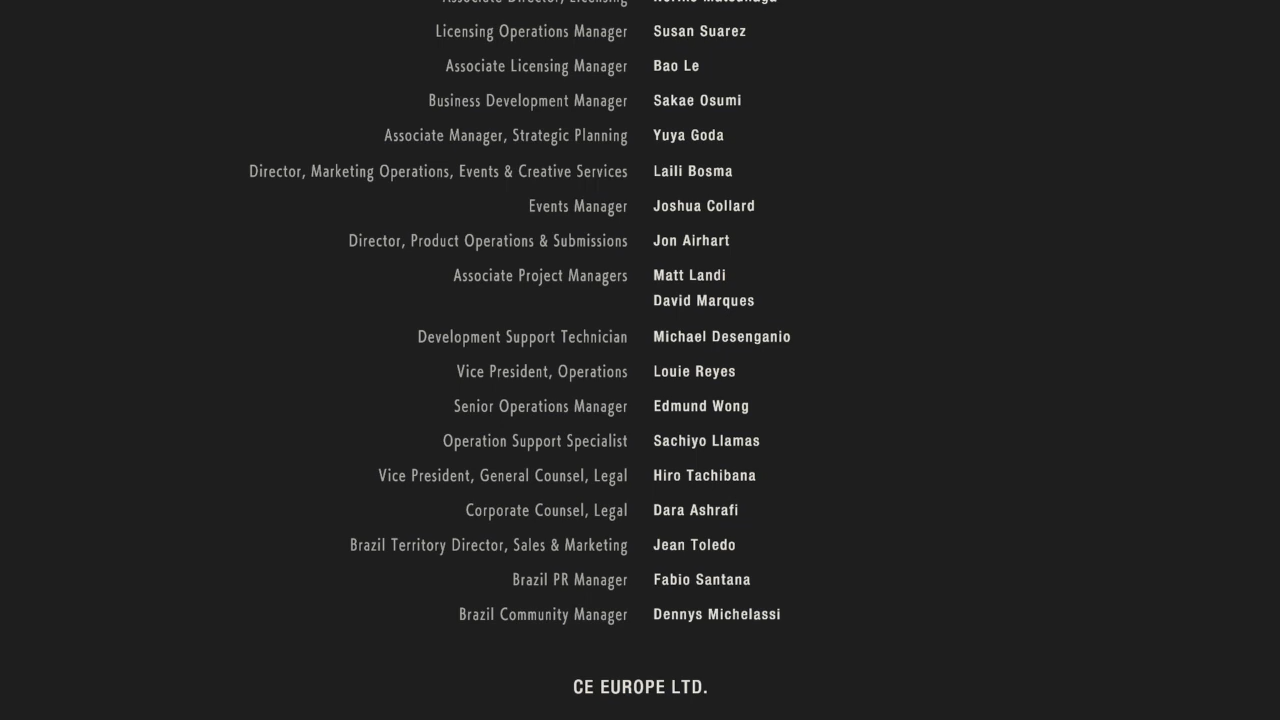 Licensing Operations Manager Susan Suarez
Associate Licensing Manager Bao Le
Business Development Manager Sakae Osumi
Associate Manager, Strategic Planning Yuya Goda
Director, Marketing Operations, Events & Creative Services Laili Bosma
Events Manager Joshua Collard
Director, Product Operations & Submissions Jon Airhart
Associate Project Managers Matt Landi
David Marques
Development Support Technician Michael Desenganio
Vice President, Operations Louie Reyes
Senior Operations Manager Edmund Wong
Operation Support Specialist Sachiyo Llamas
Vice President, General Counsel, Legal Hiro Tachibana
Corporate Counsel, Legal Dara Ashrafi
Brazil Territory Director, Sales & Marketing Jean Toledo
Brazil PR Manager Fabio Santana
Brazil Community Manager Dennys Michelassi
CE EUROPE LTD.